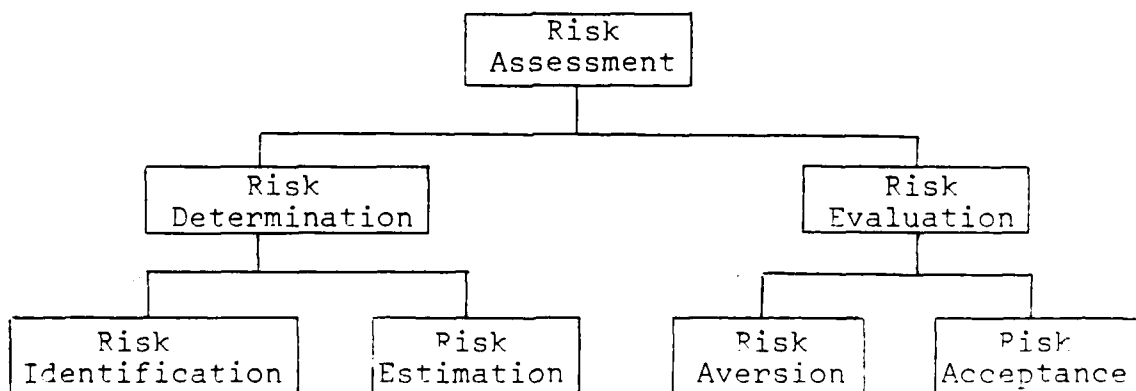 Risk
Assessment
Risk
Determination
Risk
Evaluation
Risk
Identification
Risk
Estimation
Risk
Aversion
Risk
Acceptance